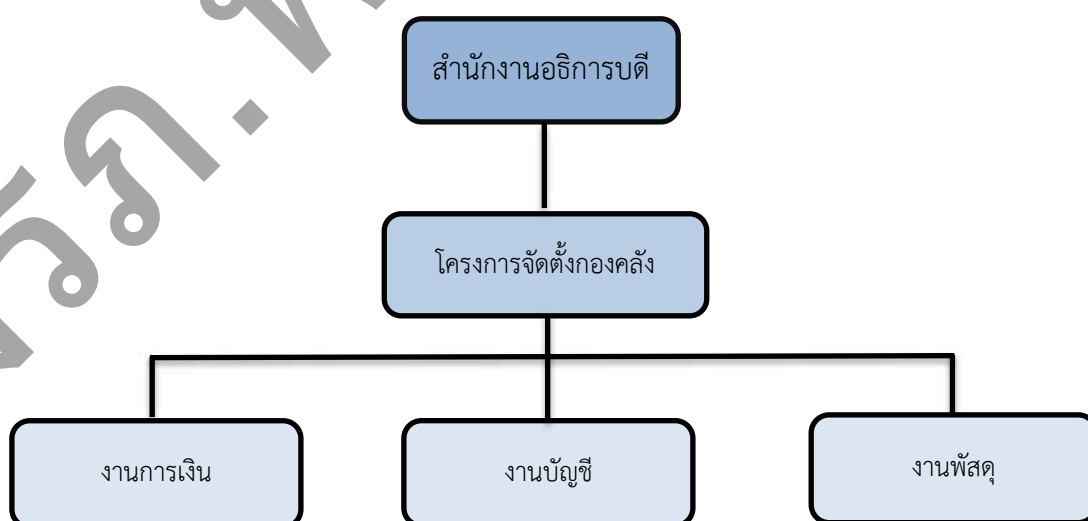 สำนักงานอธิการบดี
โครงการจัดตั้งกองคลัง
งานการเงิน
งานบัญชี
งานพัสดุ